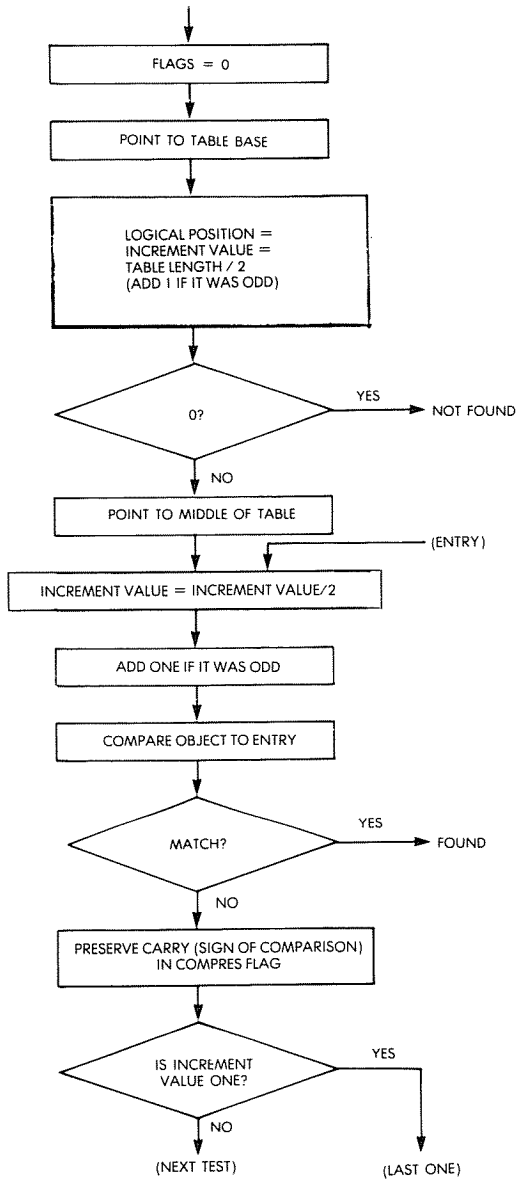 FLAGS = 0
POINT TO TABLE BASE
LOGICAL POSITION =
INCREMENT VALUE =
TABLE LENGTH / 2
(ADD 1 IF IT WAS ODD)
0?
YES
NOT FOUND
NO
POINT TO MIDDLE OF TABLE
(ENTRY)
INCREMENT VALUE = INCREMENT VALUE/2
ADD ONE IF IT WAS ODD
COMPARE OBJECT TO ENTRY
MATCH?
YES
FOUND
NO
PRESERVE CARRY (SIGN OF COMPARISON)
IN COMPRES FLAG
IS INCREMENT
VALUE ONE?
YES
NO
(NEXT TEST)
(LAST ONE)